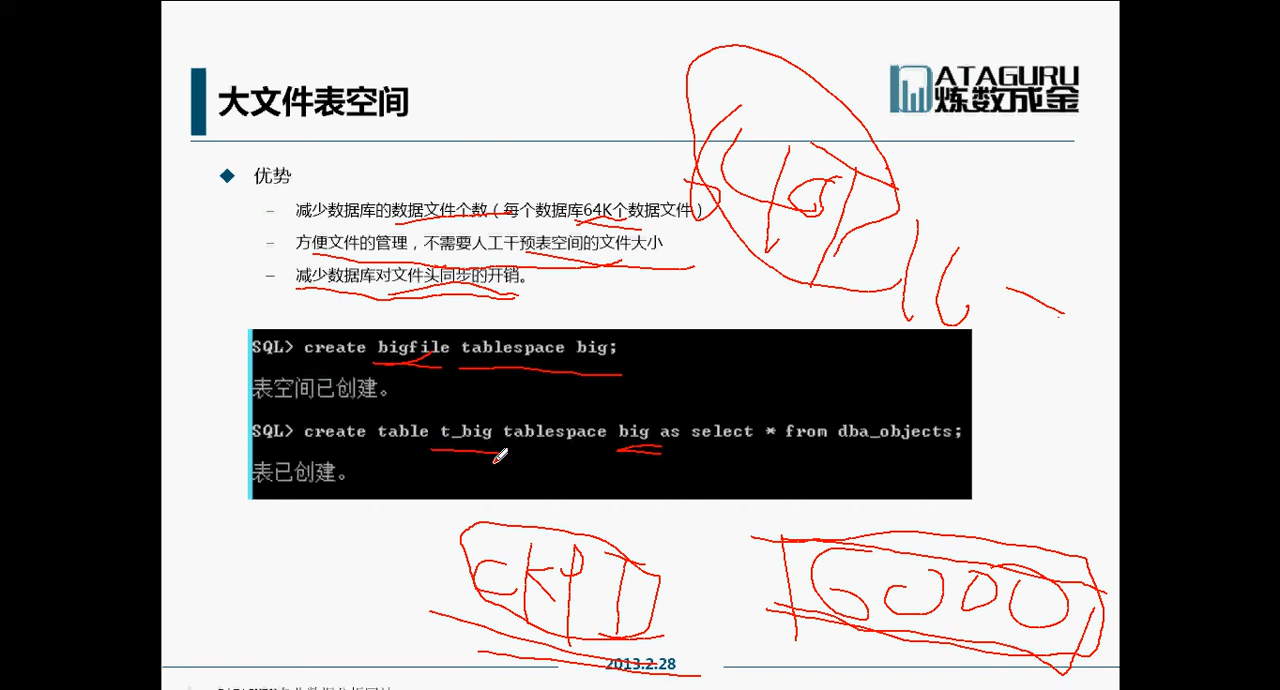 大文件表空间
ATAGURU
炼数成金
优势
减少数据库的数据文件个数（每个数据库64K个数据文件）
方便文件的管理，不需要人工干预表空间的文件大小
减少数据库对文件头同步的开销。
16
SQL> create bigfile tablespace big;
表空间已创建。
SQL> create table t_big tablespace big as select * from dba_objects;
表已创建。
CKPT
2013.2.28